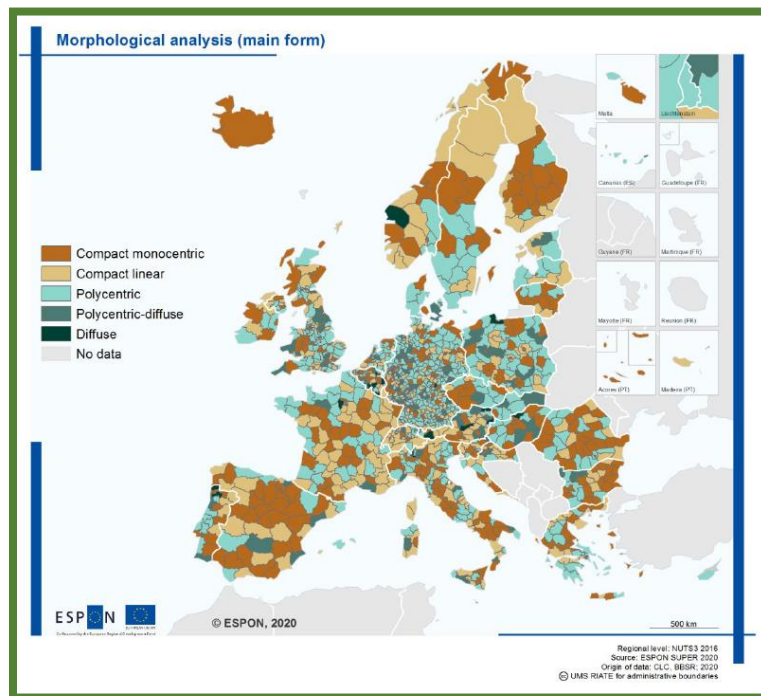 Morphological analysis (main form)
Malta
Liechtenstein
Canarias (ES)
Guadeloupe (FR)
Guyane (FR)
Martinique (FR)
Mayotte (FR)
Reunion (FR)
Acores (PT)
Madeira (PT)
Compact monocentric
Compact linear
Polycentric
Polycentric-diffuse
Diffuse
No data
ESPON
© ESPON, 2020
500 km
Regional level: NUTS3 2016
Source: ESPON SUPER 2020
Origin of data: CLC, BBSR; 2020
(cc) UMS RIATE for administrative boundaries